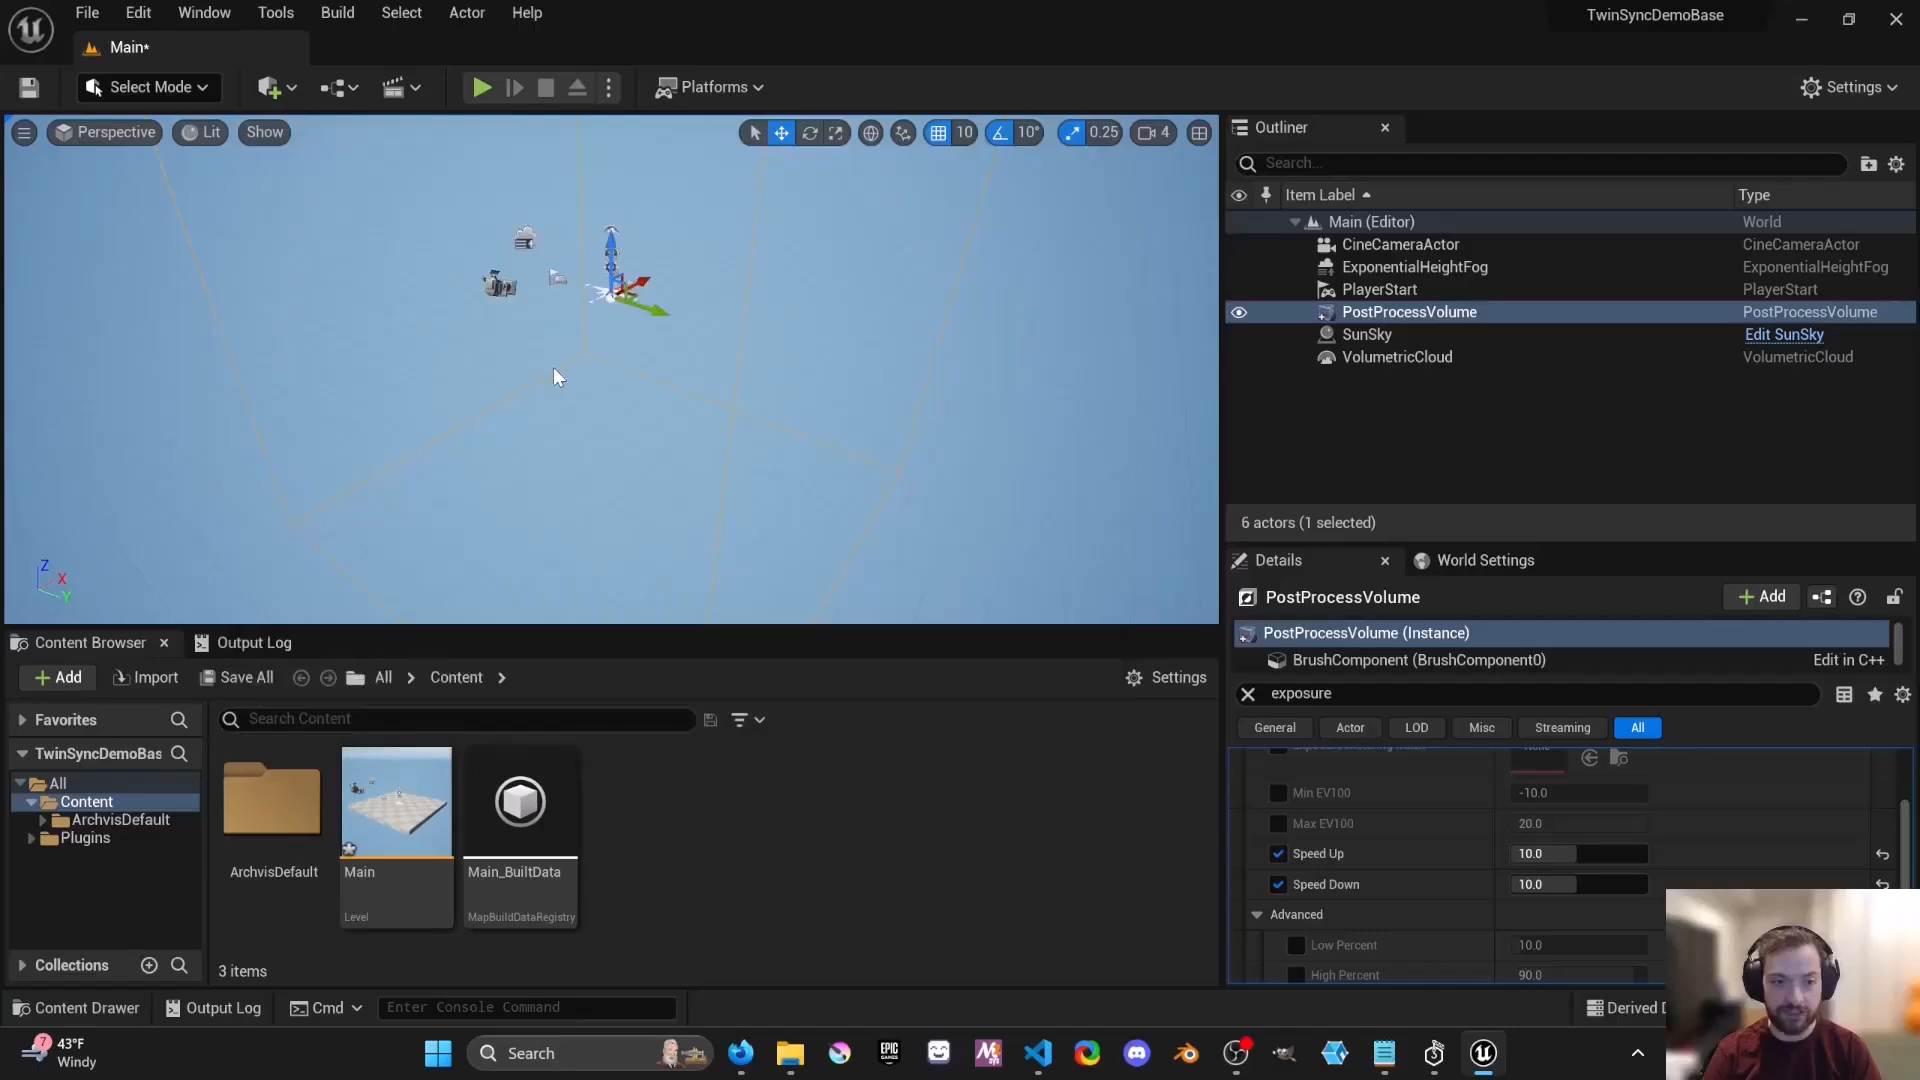 File Edit Window Tools Build Select Actor Help
TwinSyncDemoBase
Main*
Select Mode
Platforms
Settings
Perspective Lit Show
10 10° 0.25 4
Z
X
Y
Outliner
Search...
Item Label Type
Main (Editor) World
CineCameraActor CineCameraActor
ExponentialHeightFog ExponentialHeightFog
PlayerStart PlayerStart
PostProcessVolume PostProcessVolume
SunSky Edit SunSky
VolumetricCloud VolumetricCloud
6 actors (1 selected)
Details World Settings
PostProcessVolume
Add
PostProcessVolume (Instance)
BrushComponent (BrushComponent0) Edit in C++
exposure
General Actor LOD Misc Streaming All
Min EV100 -10.0
Max EV100 20.0
Speed Up 10.0
Speed Down 10.0
Advanced
Low Percent 10.0
High Percent 90.0
Content Browser Output Log
Add Import Save All All Content Settings
Favorites
Search Content
TwinSyncDemoBas
All
Content
ArchvisDefault
Plugins
ArchvisDefault
Main
Level
Main_BuiltData
MapBuildDataRegistry
Collections
3 items
Content Drawer Output Log Cmd Enter Console Command
Derived D
7
43°F
Windy
Search
EPIC
GAMES